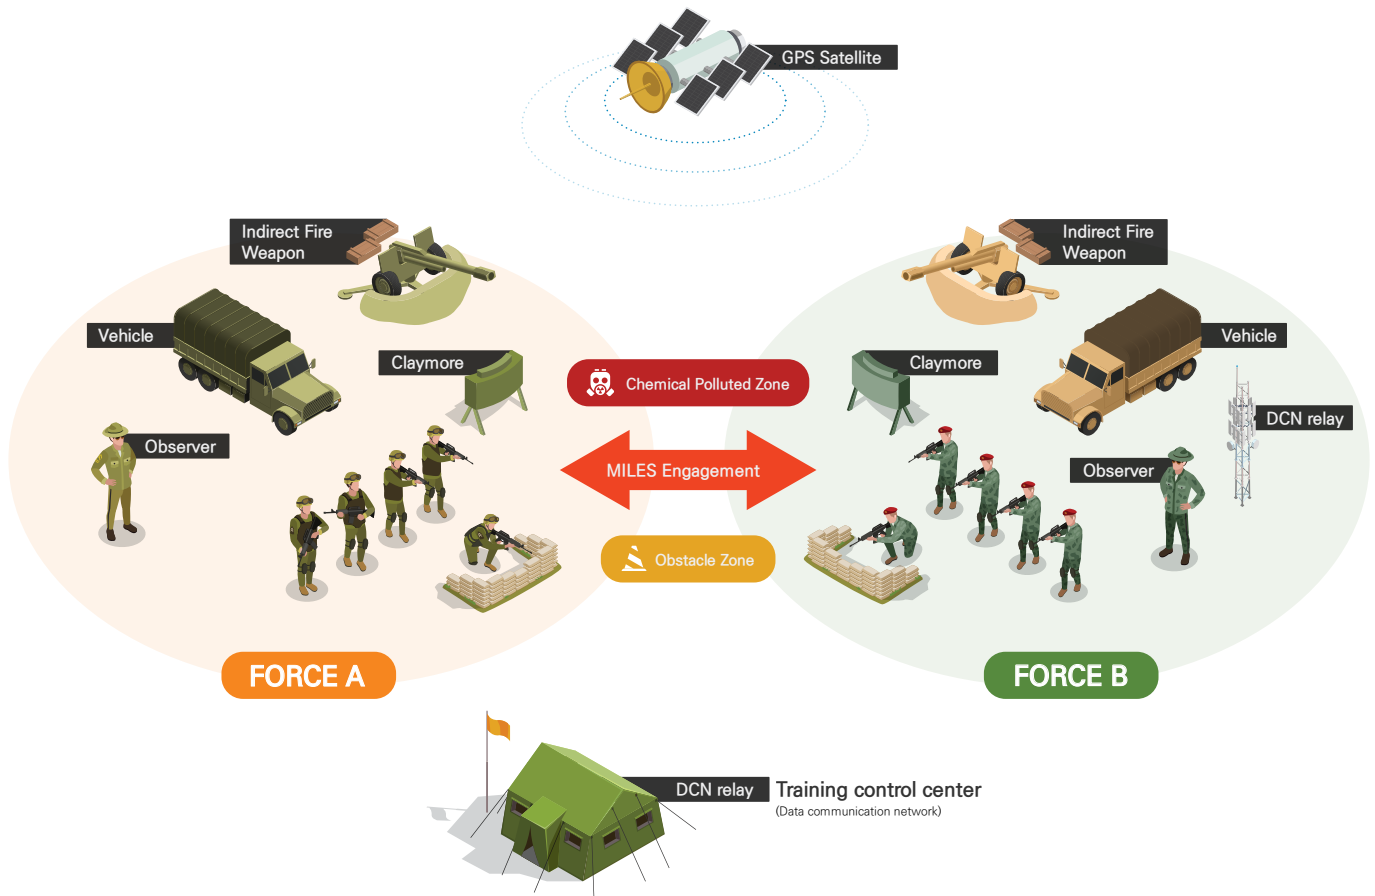 GPS Satellite
Indirect Fire
Weapon
Indirect Fire
Weapon
Vehicle
Vehicle
Claymore
Chemical Polluted Zone
Claymore
DCN relay
Observer
MILES Engagement
Observer
Obstacle Zone
FORCE A
FORCE B
DCN relay
Training control center
(Data communication network)